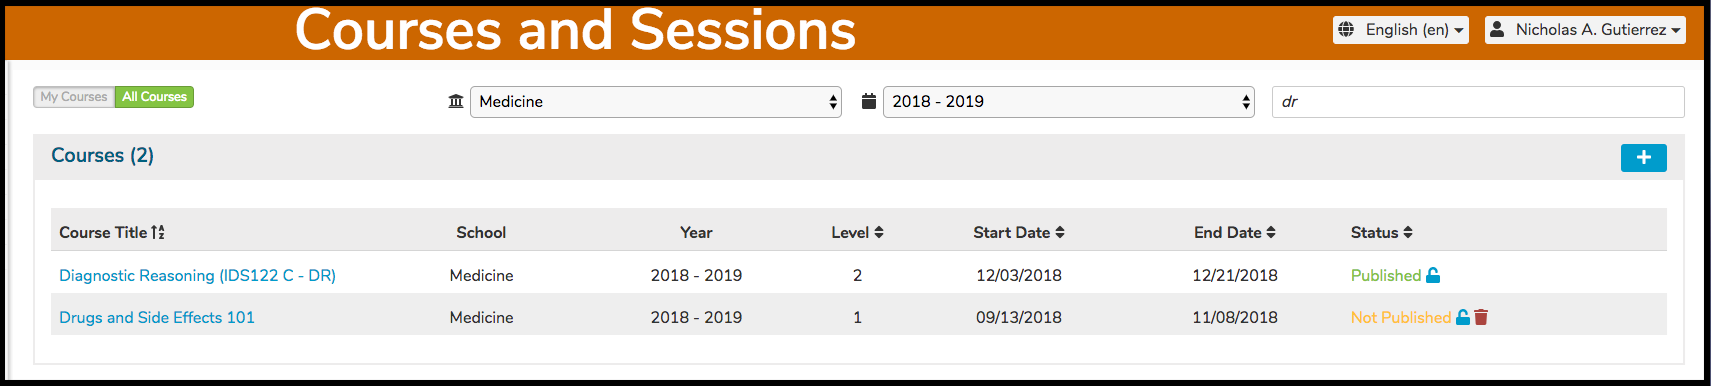 Courses and Sessions
English (en)
Nicholas A. Gutierrez
My Courses All Courses
Medicine
2018 - 2019
dr
Courses (2)
Course Title School Year Level Start Date End Date Status
Diagnostic Reasoning (IDS122 C - DR) Medicine 2018 - 2019 2 12/03/2018 12/21/2018 Published
Drugs and Side Effects 101 Medicine 2018 - 2019 1 09/13/2018 11/08/2018 Not Published